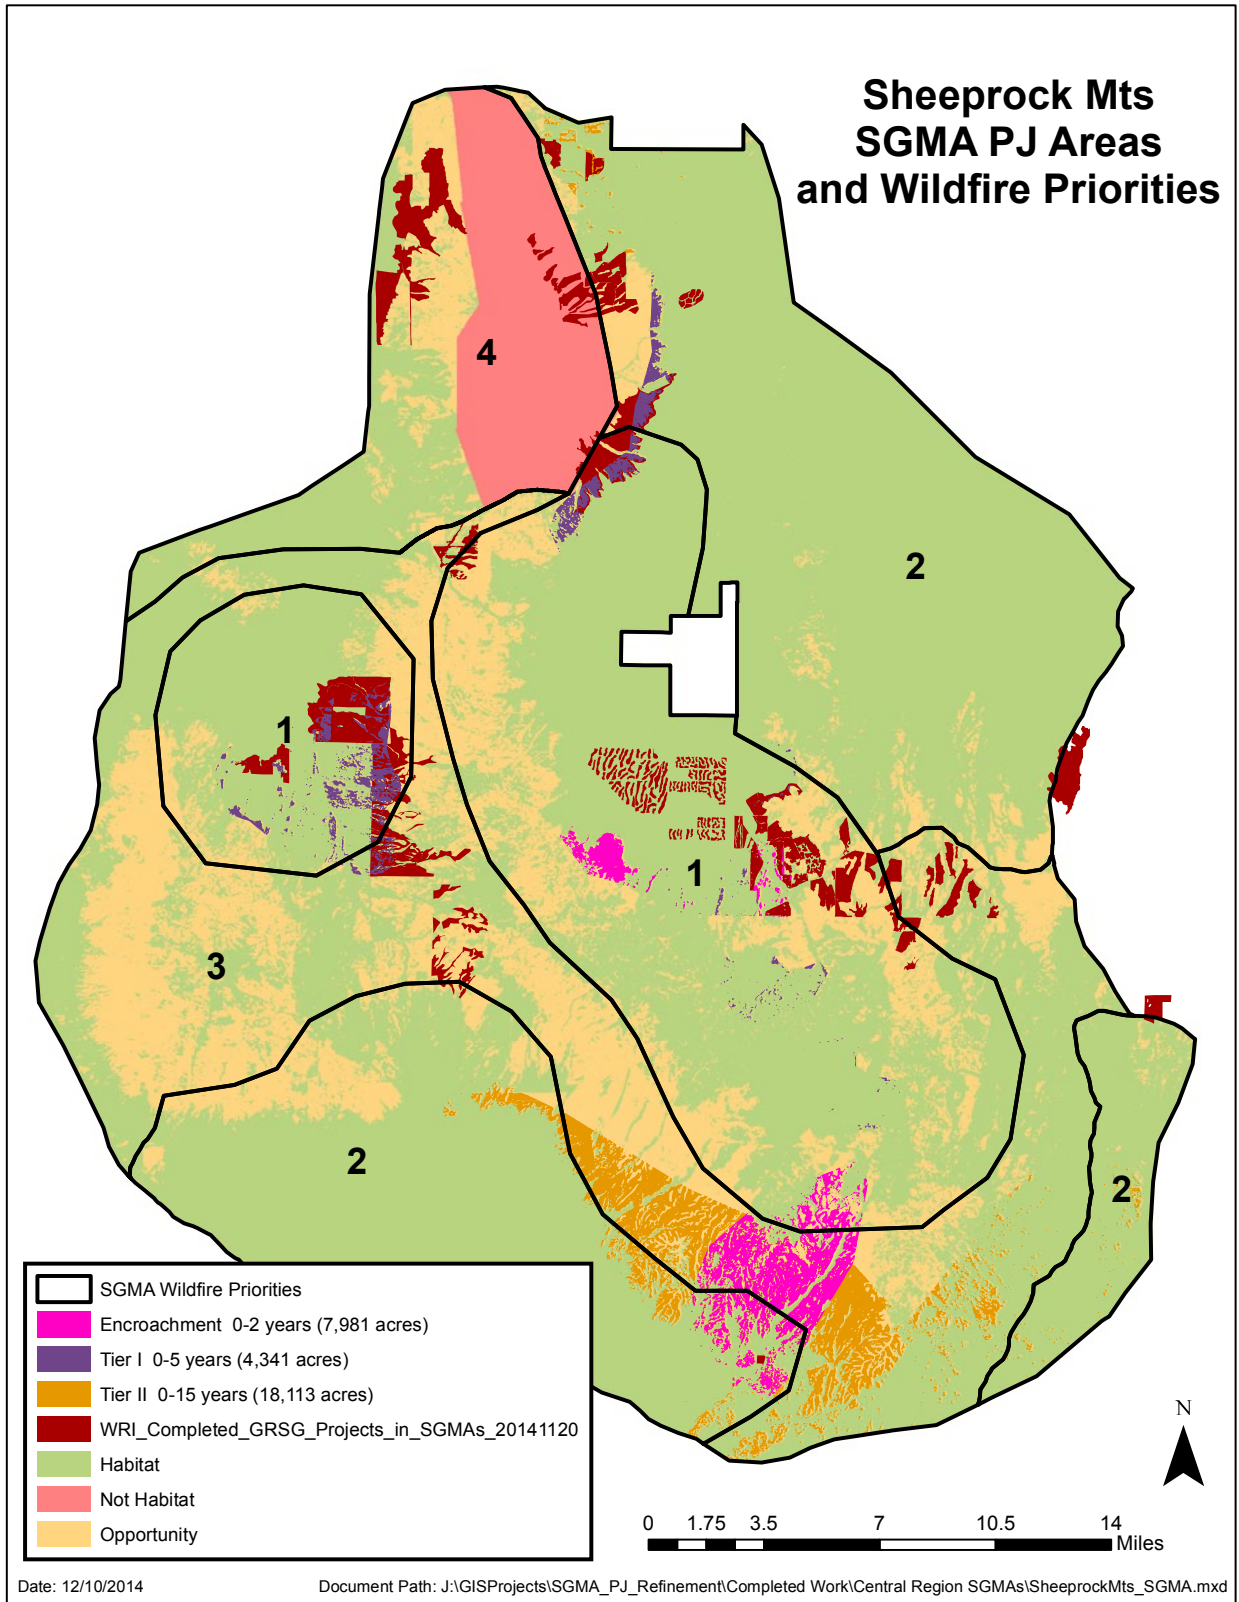 Sheeprock Mts
SGMA PJ Areas
and Wildfire Priorities
4
2
1
1
3
2
2
SGMA Wildfire Priorities
Encroachment 0-2 years (7,981 acres)
Tier I 0-5 years (4,341 acres)
Tier II 0-15 years (18,113 acres)
WRI_Completed_GRSG_Projects_in_SGMAs_20141120
Habitat
Not Habitat
Opportunity
N
0 1.75 3.5 7 10.5 14
Miles
Date: 12/10/2014
Document Path: J:\GISProjects\SGMA_PJ_Refinement\Completed Work\Central Region SGMAs\SheeprockMts_SGMA.mxd